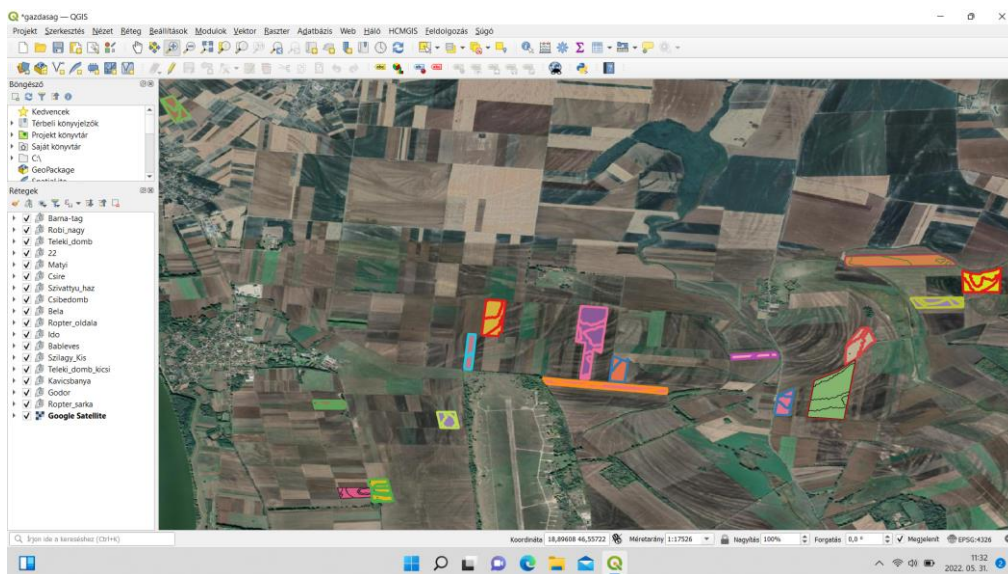 *gazdasag — QGIS
Projekt Szerkesztés Nézet Réteg Beállítások Modulok Vektor Raszter Adatbázis Web Háló HCMGIS Feldolgozás Súgó
Böngésző
Kedvencek
Térbeli könyvjelzők
Projekt könyvtár
Saját könyvtár
C:\
GeoPackage
SpatiaLite
Rétegek
Barna-tag
Robi_nagy
Teleki_domb
22
Matyi
Csire
Szivattyu_haz
Csibedomb
Bela
Ropter_oldala
Ido
Bableves
Szilagy_Kis
Teleki_domb_kicsi
Kavicsbanya
Godor
Ropter_sarka
Google Satellite
Írjon ide a kereséshez (Ctrl+K)
Koordináta 18,89608 46,55722 Méretarány 1:17526 Nagyítás 100% Forgatás 0,0 ° Megjelenít EPSG:4326
11:32
2022. 05. 31.